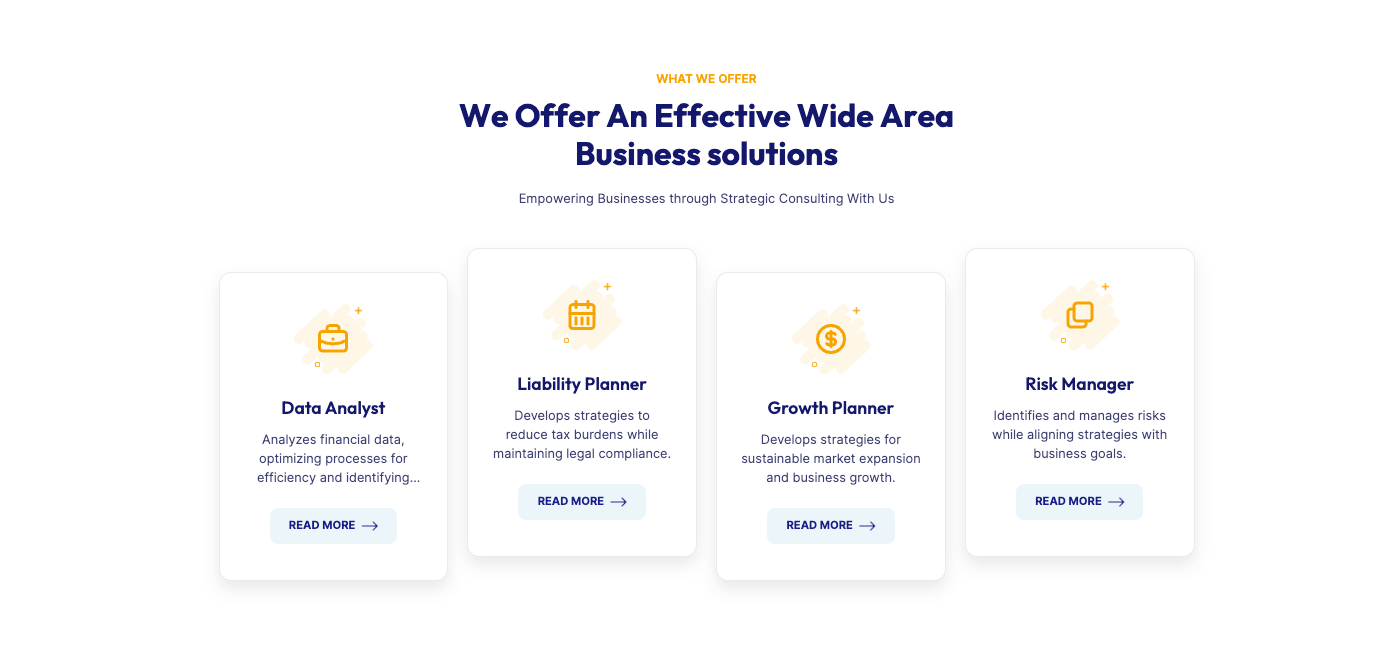 WHAT WE OFFER
We Offer An Effective Wide Area
Business solutions
Empowering Businesses through Strategic Consulting With Us
Data Analyst
Analyzes financial data,
optimizing processes for
efficiency and identifying...
READ MORE
Liability Planner
Develops strategies to
reduce tax burdens while
maintaining legal compliance.
READ MORE
Growth Planner
Develops strategies for
sustainable market expansion
and business growth.
READ MORE
Risk Manager
Identifies and manages risks
while aligning strategies with
business goals.
READ MORE